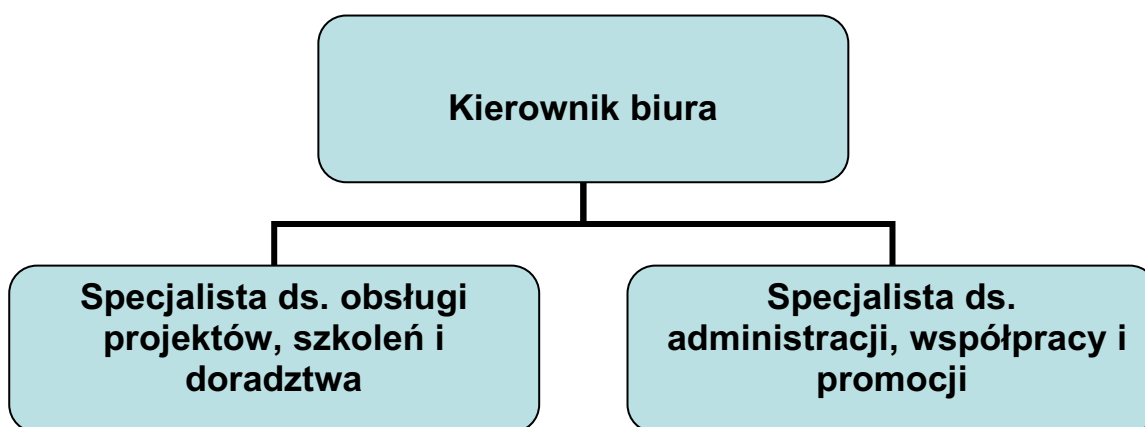 Kierownik biura
Specjalista ds. obsługi
projektów, szkoleń i
doradztwa
Specjalista ds.
administracji, współpracy i
promocji